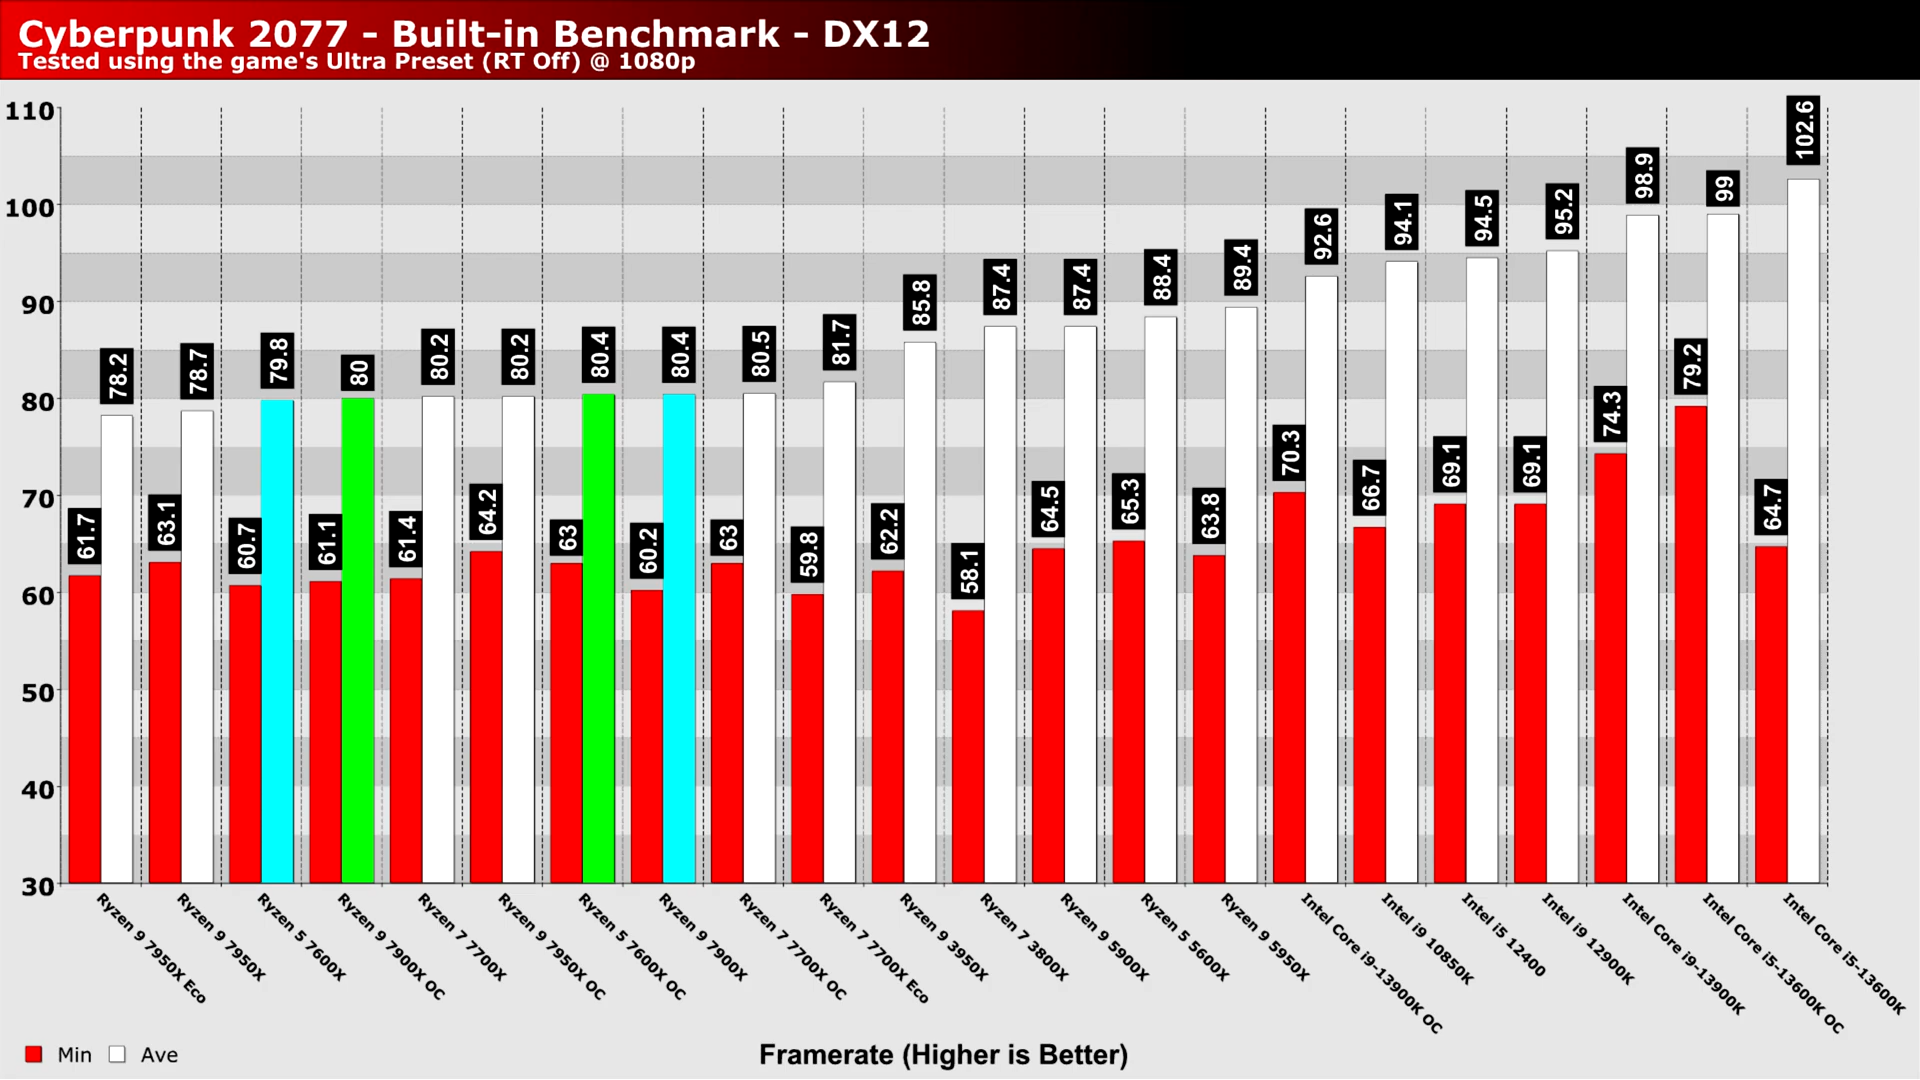 Cyberpunk 2077 - Built-in Benchmark - DX12
Tested using the game's Ultra Preset (RT Off) @ 1080p
110
100
90
80
70
60
50
40
30
61.7
78.2
63.1
78.7
60.7
79.8
61.1
80
61.4
80.2
64.2
80.2
63
80.4
60.2
80.4
63
80.5
59.8
81.7
62.2
85.8
58.1
87.4
64.5
87.4
65.3
88.4
63.8
89.4
70.3
92.6
66.7
94.1
69.1
94.5
69.1
95.2
74.3
98.9
79.2
99
64.7
102.6
Ryzen 9 7950X Eco
Ryzen 9 7950X
Ryzen 5 7600X
Ryzen 9 7900X OC
Ryzen 7 7700X
Ryzen 9 7950X OC
Ryzen 5 7600X OC
Ryzen 9 7900X
Ryzen 7 7700X OC
Ryzen 7 7700X Eco
Ryzen 9 3950X
Ryzen 7 3800X
Ryzen 9 5900X
Ryzen 5 5600X
Ryzen 9 5950X
Intel Core i9-13900K OC
Intel i9 10850K
Intel i5 12400
Intel i9 12900K
Intel Core i9-13900K
Intel Core i5-13600K OC
Intel Core i5-13600K
Min
Ave
Framerate (Higher is Better)